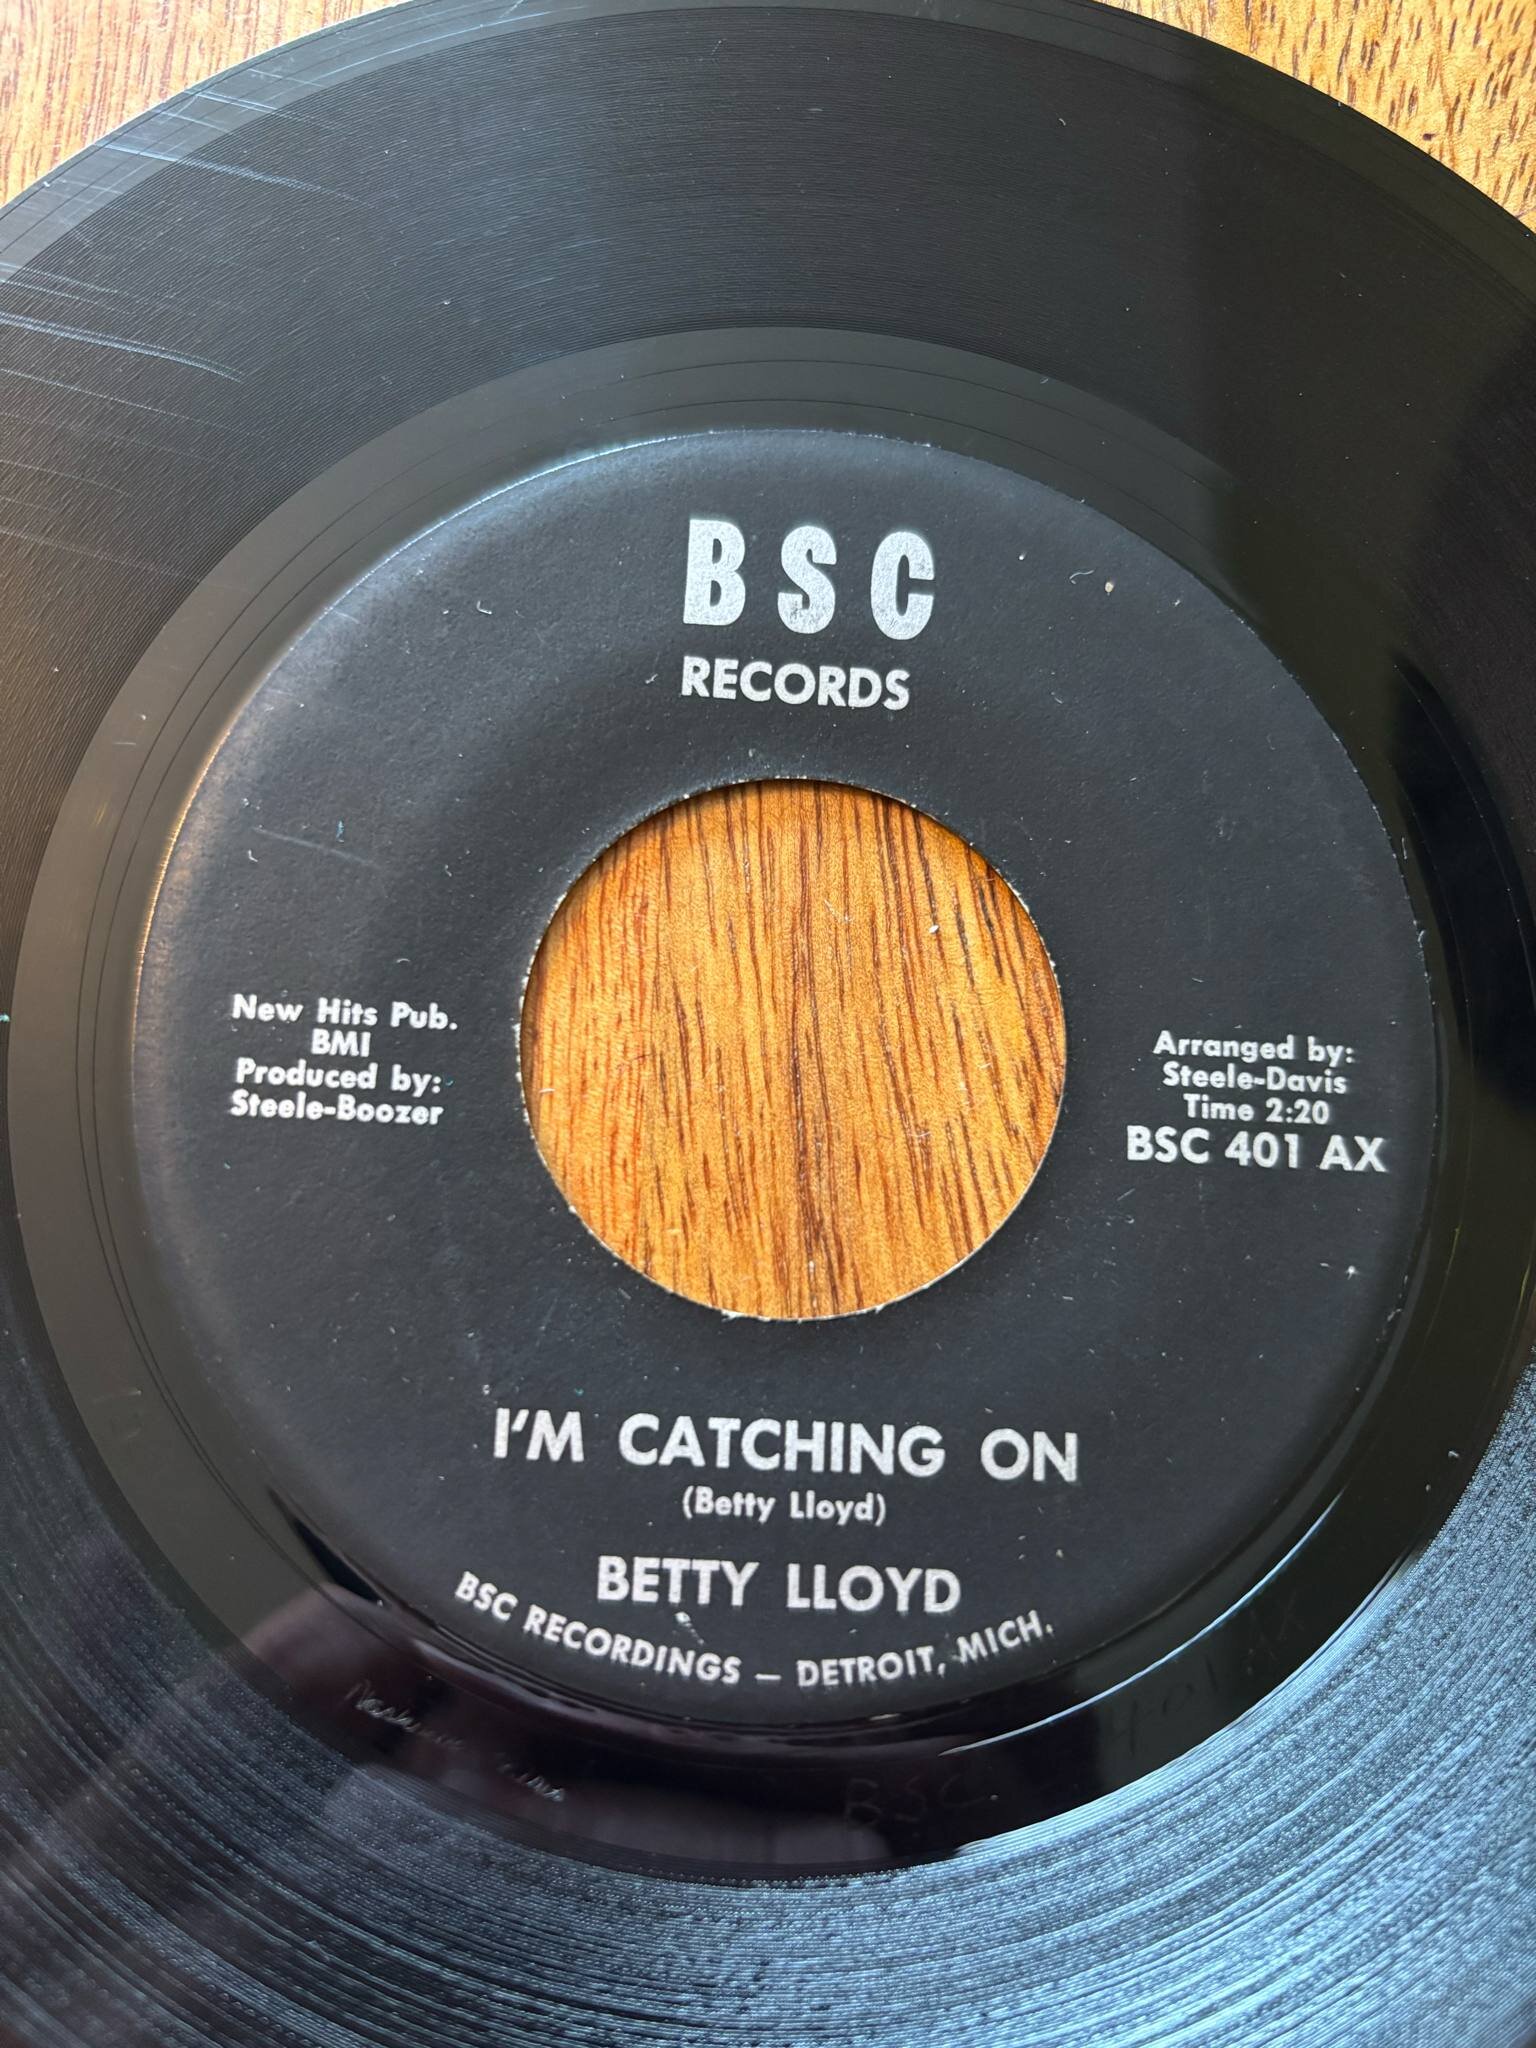 BSC
RECORDS
New Hits Pub.
BMI
Produced by:
Steele-Boozer
Arranged by:
Steele-Davis
Time 2:20
BSC 401 AX
I'M CATCHING ON
(Betty Lloyd)
BETTY LLOYD
BSC RECORDINGS — DETROIT, MICH.
BSC